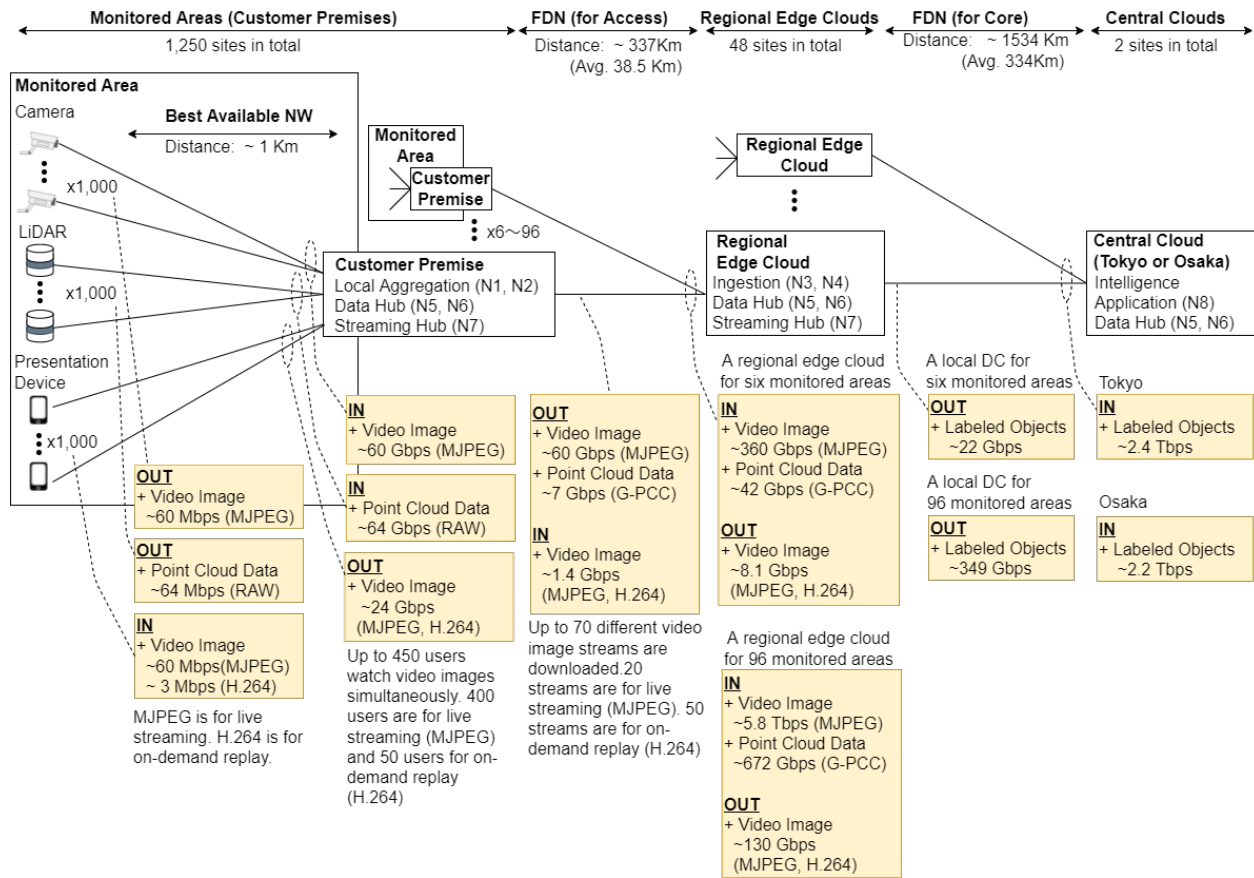 Monitored Areas (Customer Premises)
1,250 sites in total
FDN (for Access)
Distance:  ~ 337Km
(Avg. 38.5 Km)
Regional Edge Clouds
48 sites in total
FDN (for Core)
Distance:  ~ 1534 Km
(Avg. 334Km)
Central Clouds
2 sites in total
Monitored Area
Camera
x1,000
LiDAR
x1,000
Presentation
Device
x1,000
Best Available NW
Distance:  ~ 1 Km
Monitored
Area
Customer
Premise
x6～96
Regional Edge
Cloud
Customer Premise
Local Aggregation (N1, N2)
Data Hub (N5, N6)
Streaming Hub (N7)
Regional
Edge Cloud
Ingestion (N3, N4)
Data Hub (N5, N6)
Streaming Hub (N7)
Central Cloud
(Tokyo or Osaka)
Intelligence
Application (N8)
Data Hub (N5, N6)
OUT
+ Video Image
~60 Mbps (MJPEG)
OUT
+ Point Cloud Data
~64 Mbps (RAW)
IN
+ Video Image
~60 Mbps(MJPEG)
~ 3 Mbps (H.264)
MJPEG is for live
streaming. H.264 is for
on-demand replay.
IN
+ Video Image
~60 Gbps (MJPEG)
IN
+ Point Cloud Data
~64 Gbps (RAW)
OUT
+ Video Image
~24 Gbps
(MJPEG, H.264)
Up to 450 users
watch video images
simultaneously. 400
users are for live
streaming (MJPEG)
and 50 users for on-
demand replay
(H.264)
OUT
+ Video Image
~60 Gbps (MJPEG)
+ Point Cloud Data
~7 Gbps (G-PCC)
IN
+ Video Image
~1.4 Gbps
(MJPEG, H.264)
Up to 70 different video
image streams are
downloaded.20
streams are for live
streaming (MJPEG). 50
streams are for on-
demand replay (H.264)
A regional edge cloud
for six monitored areas
IN
+ Video Image
~360 Gbps (MJPEG)
+ Point Cloud Data
~42 Gbps (G-PCC)
OUT
+ Video Image
~8.1 Gbps
(MJPEG, H.264)
A regional edge cloud
for 96 monitored areas
IN
+ Video Image
~5.8 Tbps (MJPEG)
+ Point Cloud Data
~672 Gbps (G-PCC)
OUT
+ Video Image
~130 Gbps
(MJPEG, H.264)
A local DC for
six monitored areas
OUT
+ Labeled Objects
~22 Gbps
A local DC for
96 monitored areas
OUT
+ Labeled Objects
~349 Gbps
Tokyo
IN
+ Labeled Objects
~2.4 Tbps
Osaka
IN
+ Labeled Objects
~2.2 Tbps